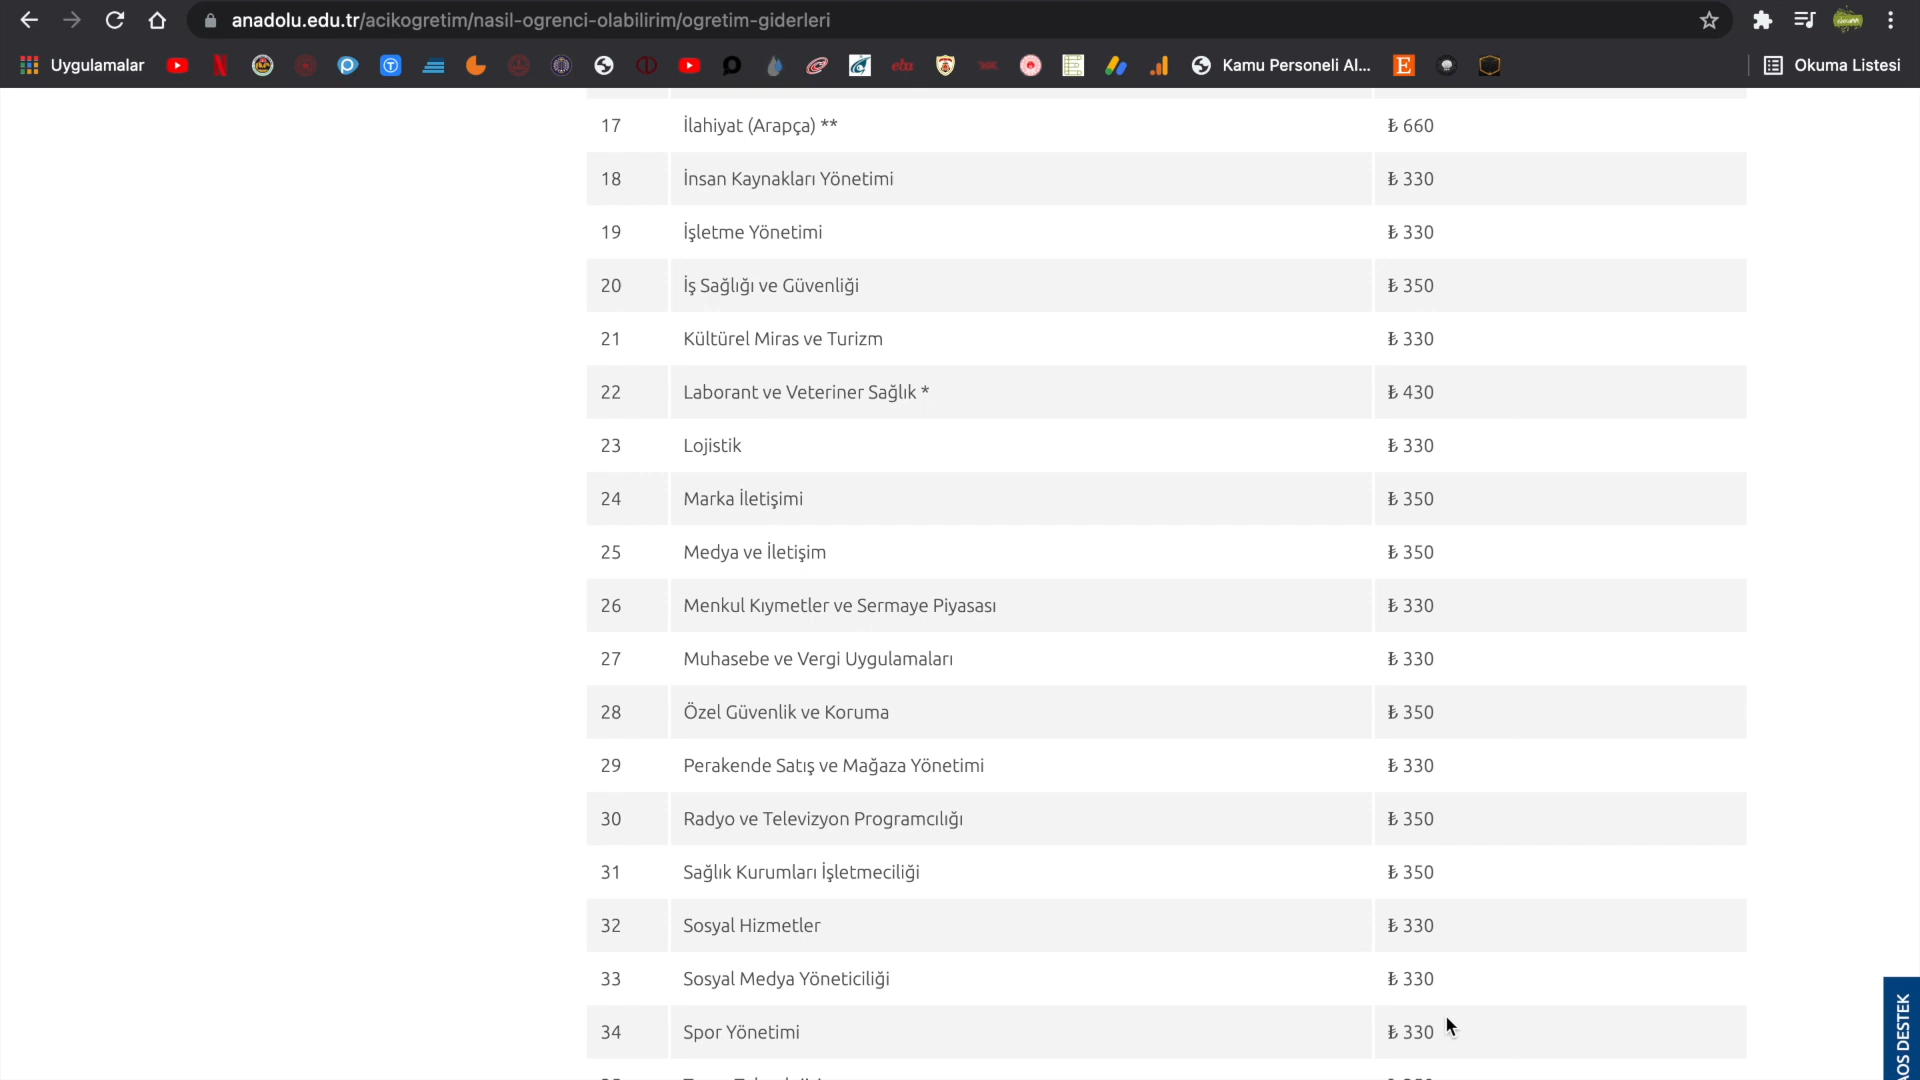 anadolu.edu.tr/acikogretim/nasil-ogrenci-olabilirim/ogretim-giderleri
Uygulamalar eba Kamu Personeli Al... E Okuma Listesi
17 İlahiyat (Arapça) ** ₺ 660
18 İnsan Kaynakları Yönetimi ₺ 330
19 İşletme Yönetimi ₺ 330
20 İş Sağlığı ve Güvenliği ₺ 350
21 Kültürel Miras ve Turizm ₺ 330
22 Laborant ve Veteriner Sağlık * ₺ 430
23 Lojistik ₺ 330
24 Marka İletişimi ₺ 350
25 Medya ve İletişim ₺ 350
26 Menkul Kıymetler ve Sermaye Piyasası ₺ 330
27 Muhasebe ve Vergi Uygulamaları ₺ 330
28 Özel Güvenlik ve Koruma ₺ 350
29 Perakende Satış ve Mağaza Yönetimi ₺ 330
30 Radyo ve Televizyon Programcılığı ₺ 350
31 Sağlık Kurumları İşletmeciliği ₺ 350
32 Sosyal Hizmetler ₺ 330
33 Sosyal Medya Yöneticiliği ₺ 330
34 Spor Yönetimi ₺ 330
AOS DESTEK